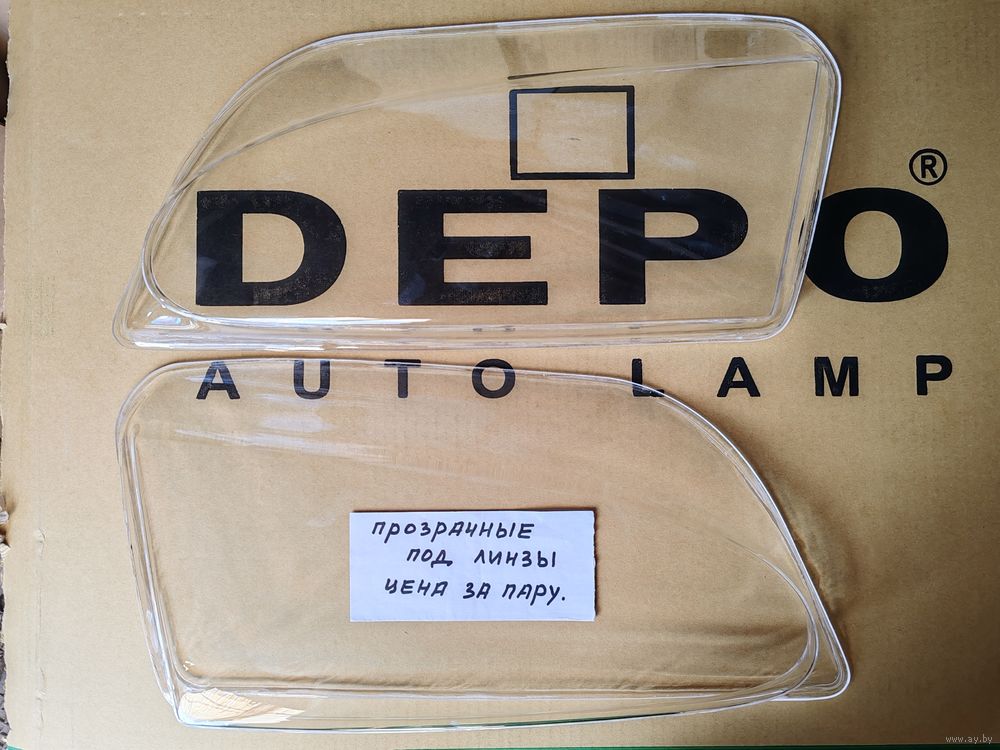 DEPO®
AUTO LAMP
ПРОЗРАЧНЫЕ
ПОД ЛИНЗЫ
ЦЕНА ЗА ПАРУ.
www.ay.by